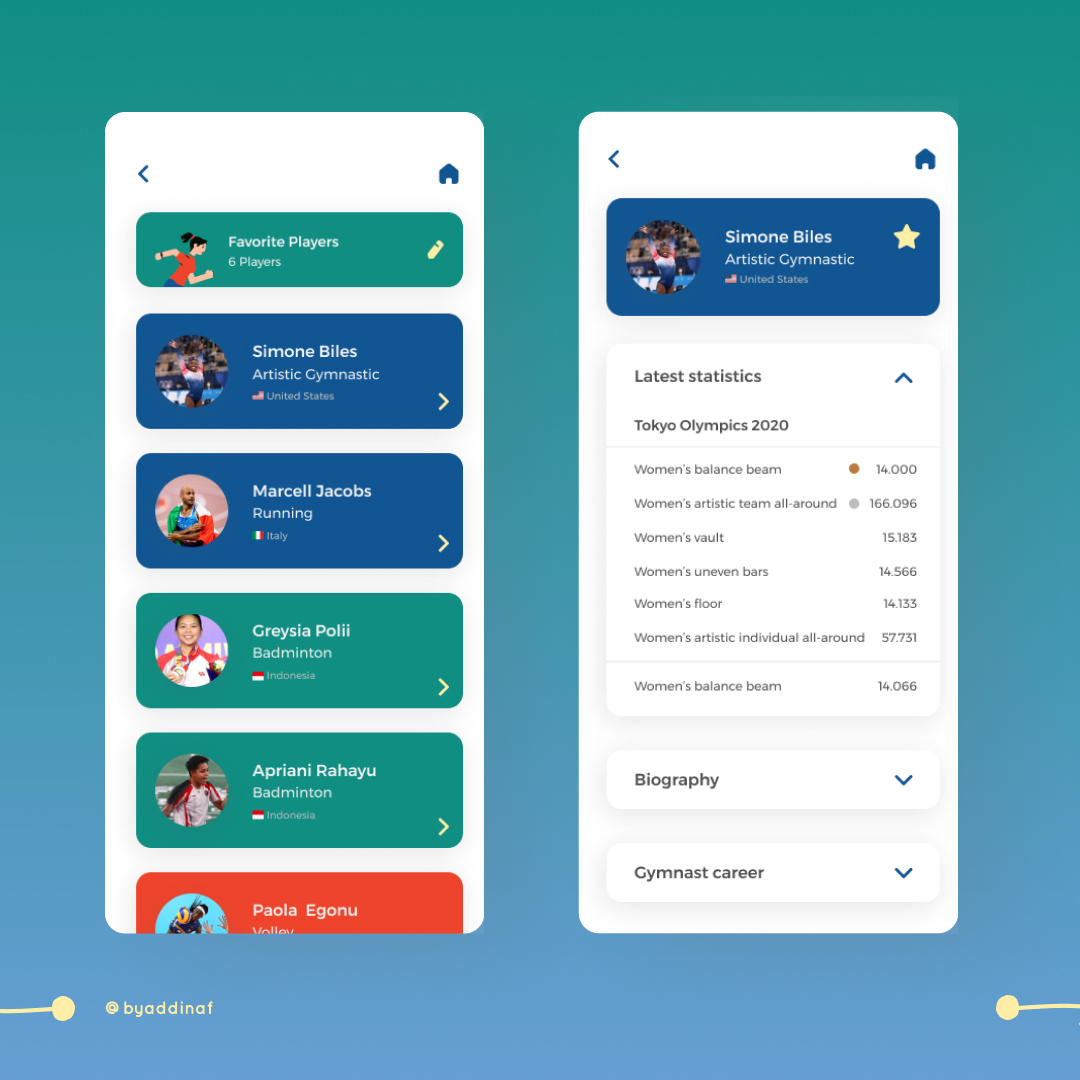 Favorite Players
6 Players
Simone Biles
Artistic Gymnastic
United States
Marcell Jacobs
Running
Italy
Greysia Polii
Badminton
Indonesia
Apriani Rahayu
Badminton
Indonesia
Paola Egonu
Volley
Simone Biles
Artistic Gymnastic
United States
Latest statistics
Tokyo Olympics 2020
Women's balance beam 14.000
Women's artistic team all-around 166.096
Women's vault 15.183
Women's uneven bars 14.566
Women's floor 14.133
Women's artistic individual all-around 57.731
Women's balance beam 14.066
Biography
Gymnast career
@byaddinaf